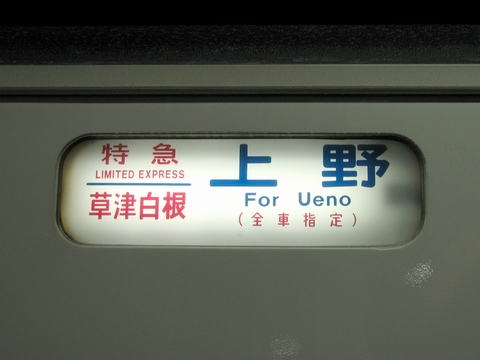 特急
LIMITED EXPRESS
草津白根
上野
For Ueno
(全車指定)